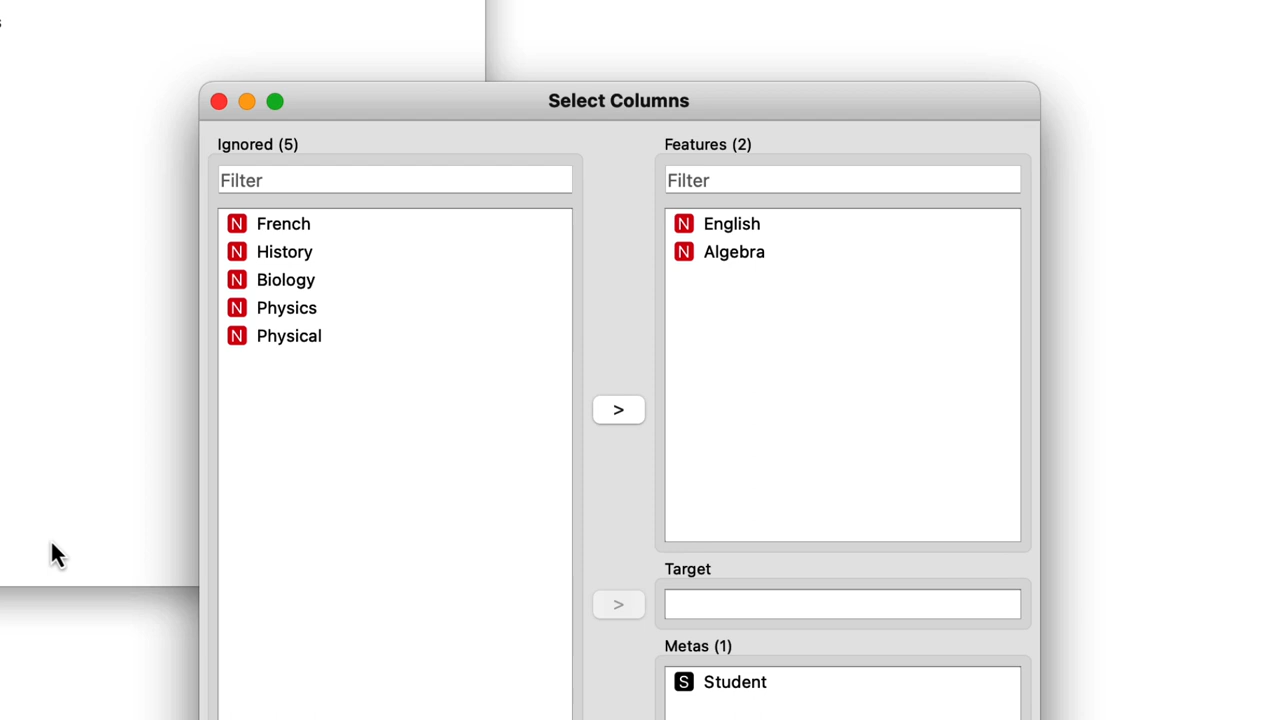 s
Select Columns
Ignored (5)
Filter
N French
N History
N Biology
N Physics
N Physical
>
>
Features (2)
Filter
N English
N Algebra
Target
Metas (1)
S Student